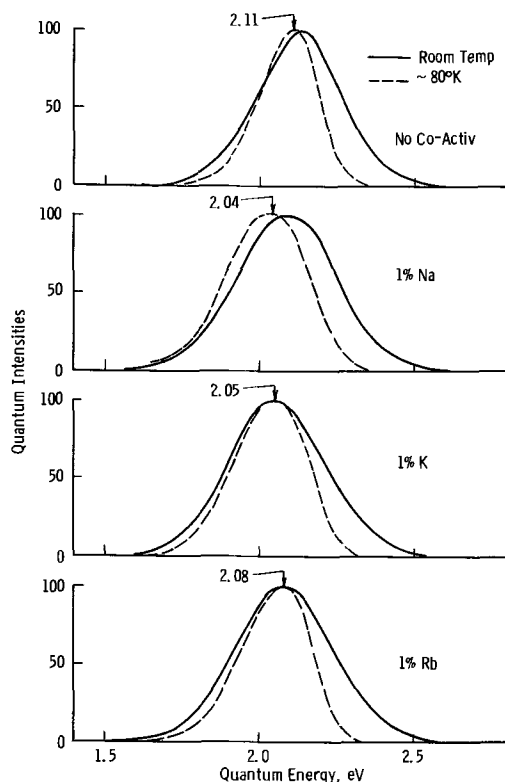 2.11
100
50
0
Room Temp
~ 80°K
No Co-Activ
2.04
100
50
0
1% Na
2.05
100
50
0
1% K
2.08
100
50
0
1% Rb
Quantum Intensities
1.5 2.0 2.5
Quantum Energy, eV